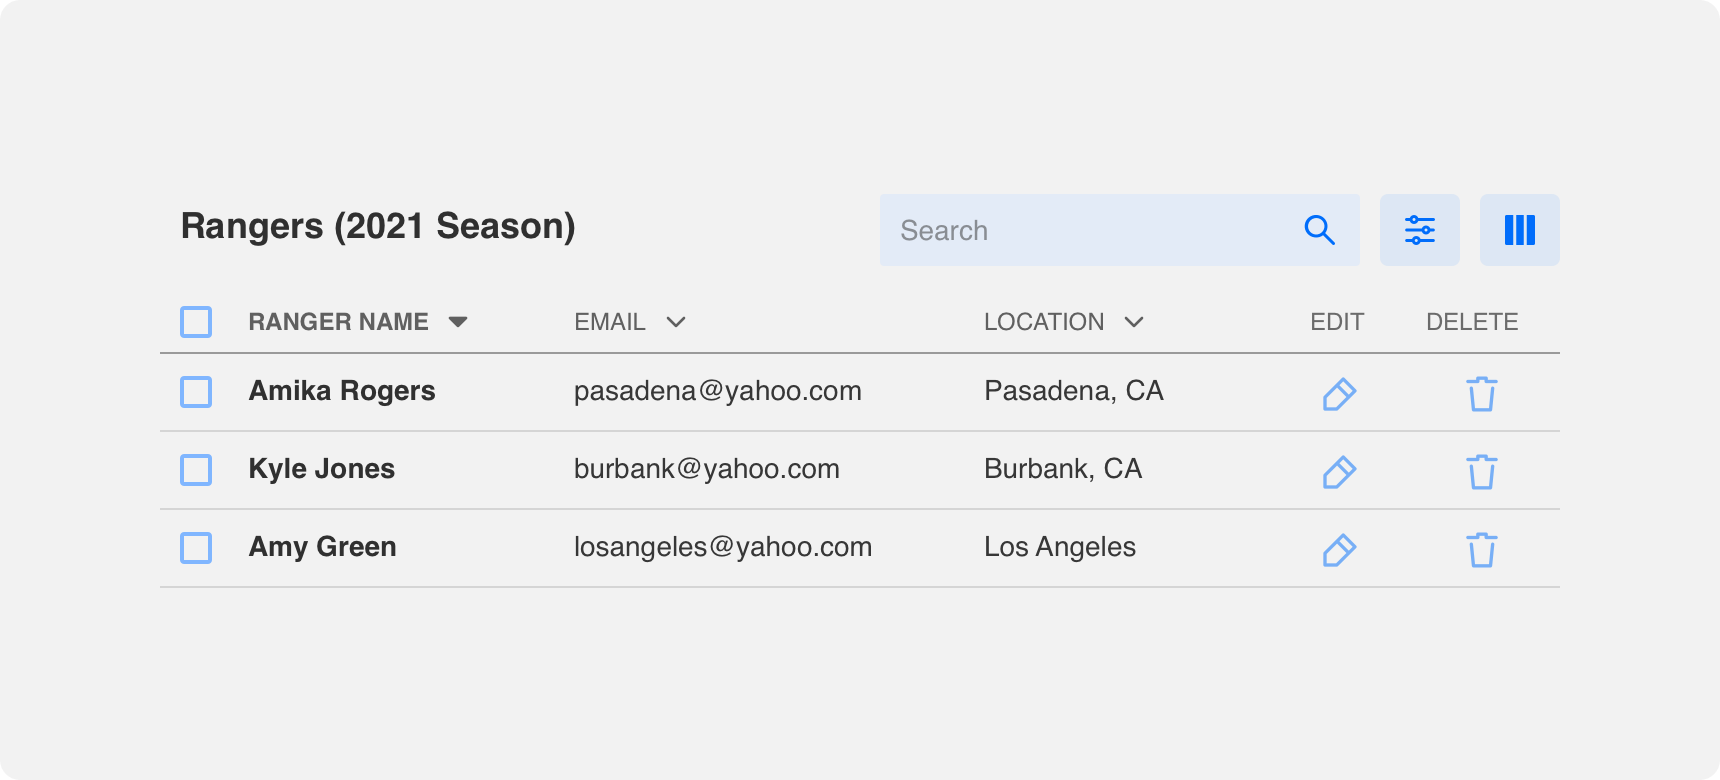 Rangers (2021 Season)
Search
RANGER NAME EMAIL LOCATION EDIT DELETE
Amika Rogers pasadena@yahoo.com Pasadena, CA
Kyle Jones burbank@yahoo.com Burbank, CA
Amy Green losangeles@yahoo.com Los Angeles